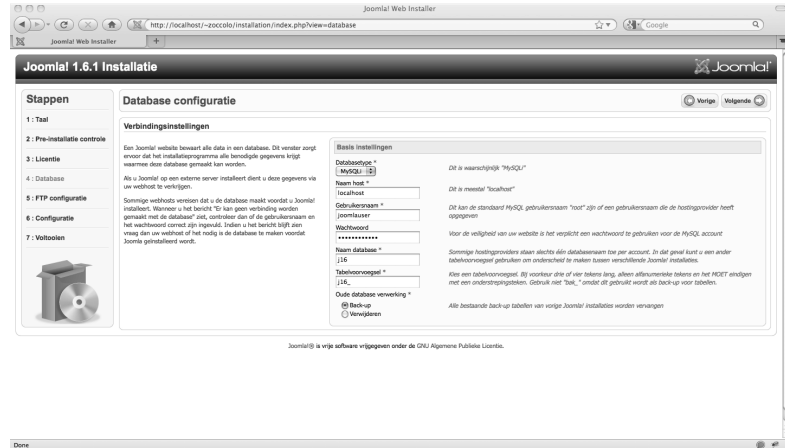 Joomla! Web Installer
http://localhost/~zoccolo/installation/index.php?view=database
Google
Joomla! Web Installer
Joomla! 1.6.1 Installatie
Joomla!
Stappen
1 : Taal
2 : Pre-installatie controle
3 : Licentie
4 : Database
5 : FTP configuratie
6 : Configuratie
7 : Voltooien
Database configuratie
Vorige
Volgende
Verbindingsinstellingen
Een Joomla! website bewaart alle data in een database. Dit venster zorgt
ervoor dat het installatieprogramma alle benodigde gegevens krijgt
waarmee deze database gemaakt kan worden.
Als u Joomla! op een externe server installeert dient u deze gegevens via
uw webhost te verkrijgen.
Sommige webhosts vereisen dat u de database maakt voordat u Joomla!
installeert. Wanneer u het bericht "Er kan geen verbinding worden
gemaakt met de database" ziet, controleer dan of de gebruikersnaam en
het wachtwoord correct zijn ingevuld. Indien u het bericht blijft zien
vraag dan uw webhost of het nodig is de database te maken voordat
Joomla geïnstalleerd wordt.
Basis instellingen
Databasetype *
MySQLi
Dit is waarschijnlijk "MySQLi"
Naam host *
localhost
Dit is meestal "localhost"
Gebruikersnaam *
joomlauser
Dit kan de standaard MySQL gebruikersnaam "root" zijn of een gebruikersnaam die de hostingprovider heeft
opgegeven
Wachtwoord
••••••••••••
Voor de veiligheid van uw website is het verplicht een wachtwoord te gebruiken voor de MySQL account
Naam database *
j16
Sommige hostingproviders staan slechts één databasenaam toe per account. In dat geval kunt u een ander
tabelvoorvoegsel gebruiken om onderscheid te maken tussen verschillende Joomla! installaties.
Tabelvoorvoegsel *
j16_
Kies een tabelvoorvoegsel. Bij voorkeur drie of vier tekens lang, alleen alfanumerieke tekens en het MOET eindigen
met een onderstrepingsteken. Gebruik niet "bak_" omdat dit gebruikt wordt als back-up voor tabellen.
Oude database verwerking *
Back-up
Verwijderen
Alle bestaande back-up tabellen van vorige Joomla! installaties worden vervangen
Joomla!® is vrije software vrijgegeven onder de GNU Algemene Publieke Licentie.
Done